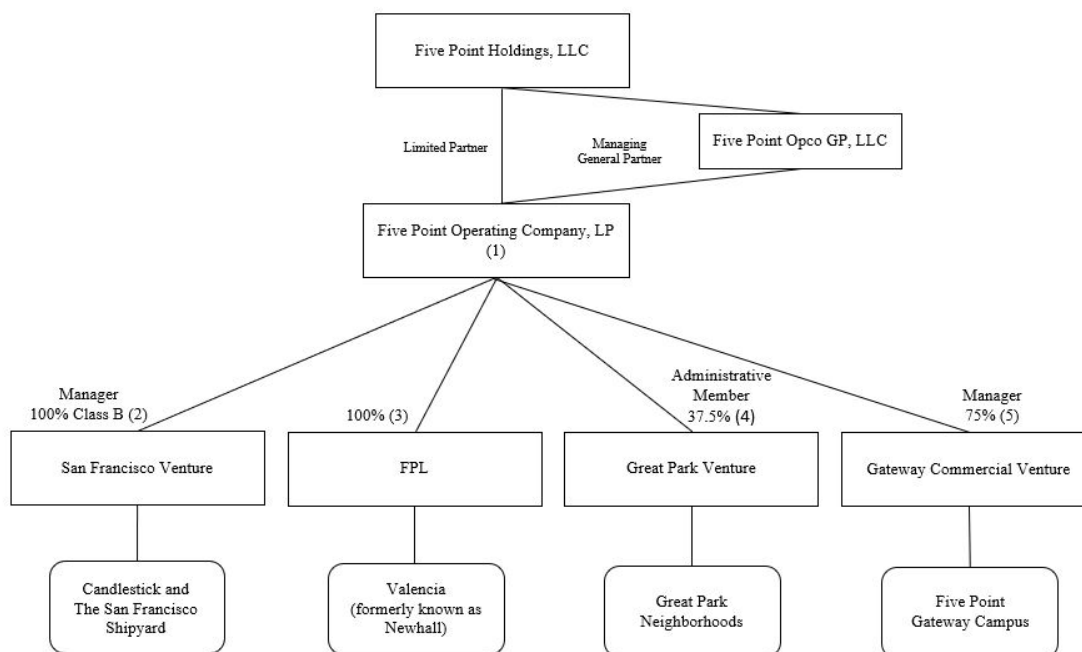 Five Point Holdings, LLC
Five Point Opco GP, LLC
Limited Partner
Managing
General Partner
Five Point Operating Company, LP
(1)
Manager
100% Class B (2)
100% (3)
Administrative
Member
37.5% (4)
Manager
75% (5)
San Francisco Venture
FPL
Great Park Venture
Gateway Commercial Venture
Candlestick and
The San Francisco
Shipyard
Valencia
(formerly known as
Newhall)
Great Park
Neighborhoods
Five Point
Gateway Campus